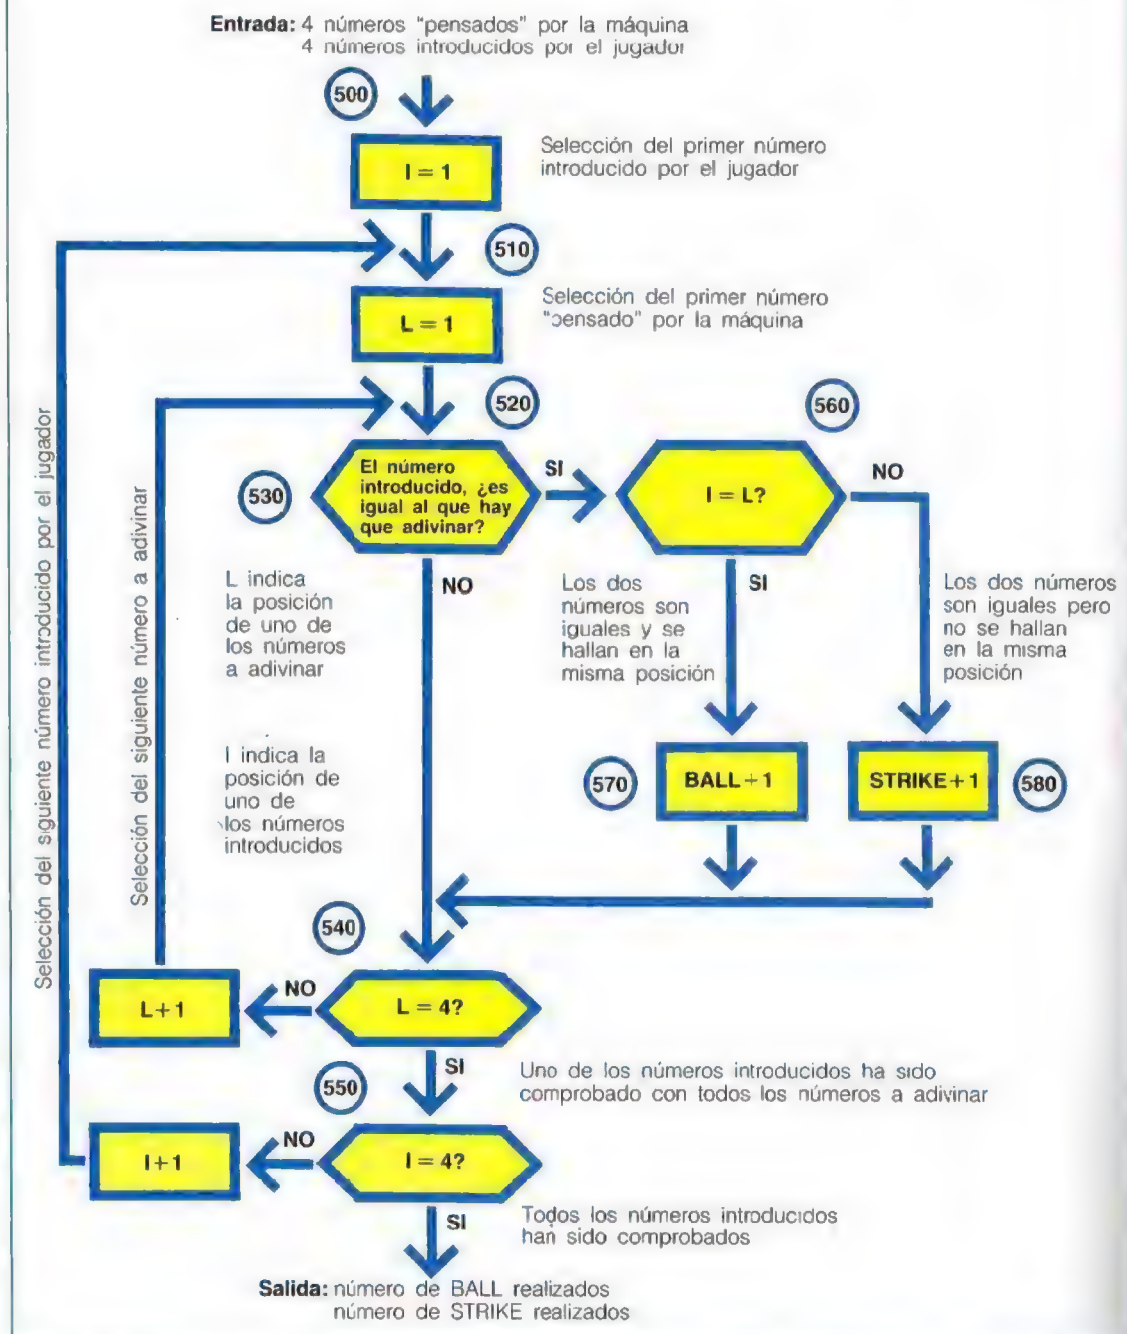 Entrada: 4 números "pensados" por la máquina
4 números introducidos por el jugador
500
I = 1
Selección del primer número
introducido por el jugador
510
L = 1
Selección del primer número
"pensado" por la máquina
520
560
530
El número
introducido, ¿es
igual al que hay
que adivinar?
SI
I = L?
NO
L indica
la posición
de uno de
los números
a adivinar
NO
Los dos
números son
iguales y se
hallan en la
misma posición
SI
Los dos números
son iguales pero
no se hallan
en la misma
posición
I indica la
posición de
uno de
los números
introducidos
570
BALL+1
STRIKE+1
580
Selección del siguiente número introducido por el jugador
Selección del siguiente número a adivinar
540
L+1
NO
L = 4?
SI
Uno de los números introducidos ha sido
comprobado con todos los números a adivinar
550
I+1
NO
I = 4?
SI
Todos los números introducidos
han sido comprobados
Salida: número de BALL realizados
número de STRIKE realizados